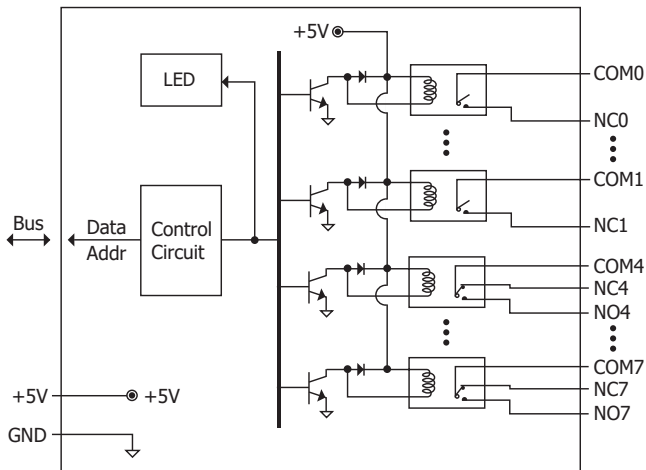 +5V
LED
COM0
NC0
COM1
NC1
Bus
Data
Addr
Control
Circuit
COM4
NC4
NO4
COM7
NC7
NO7
+5V
+5V
GND